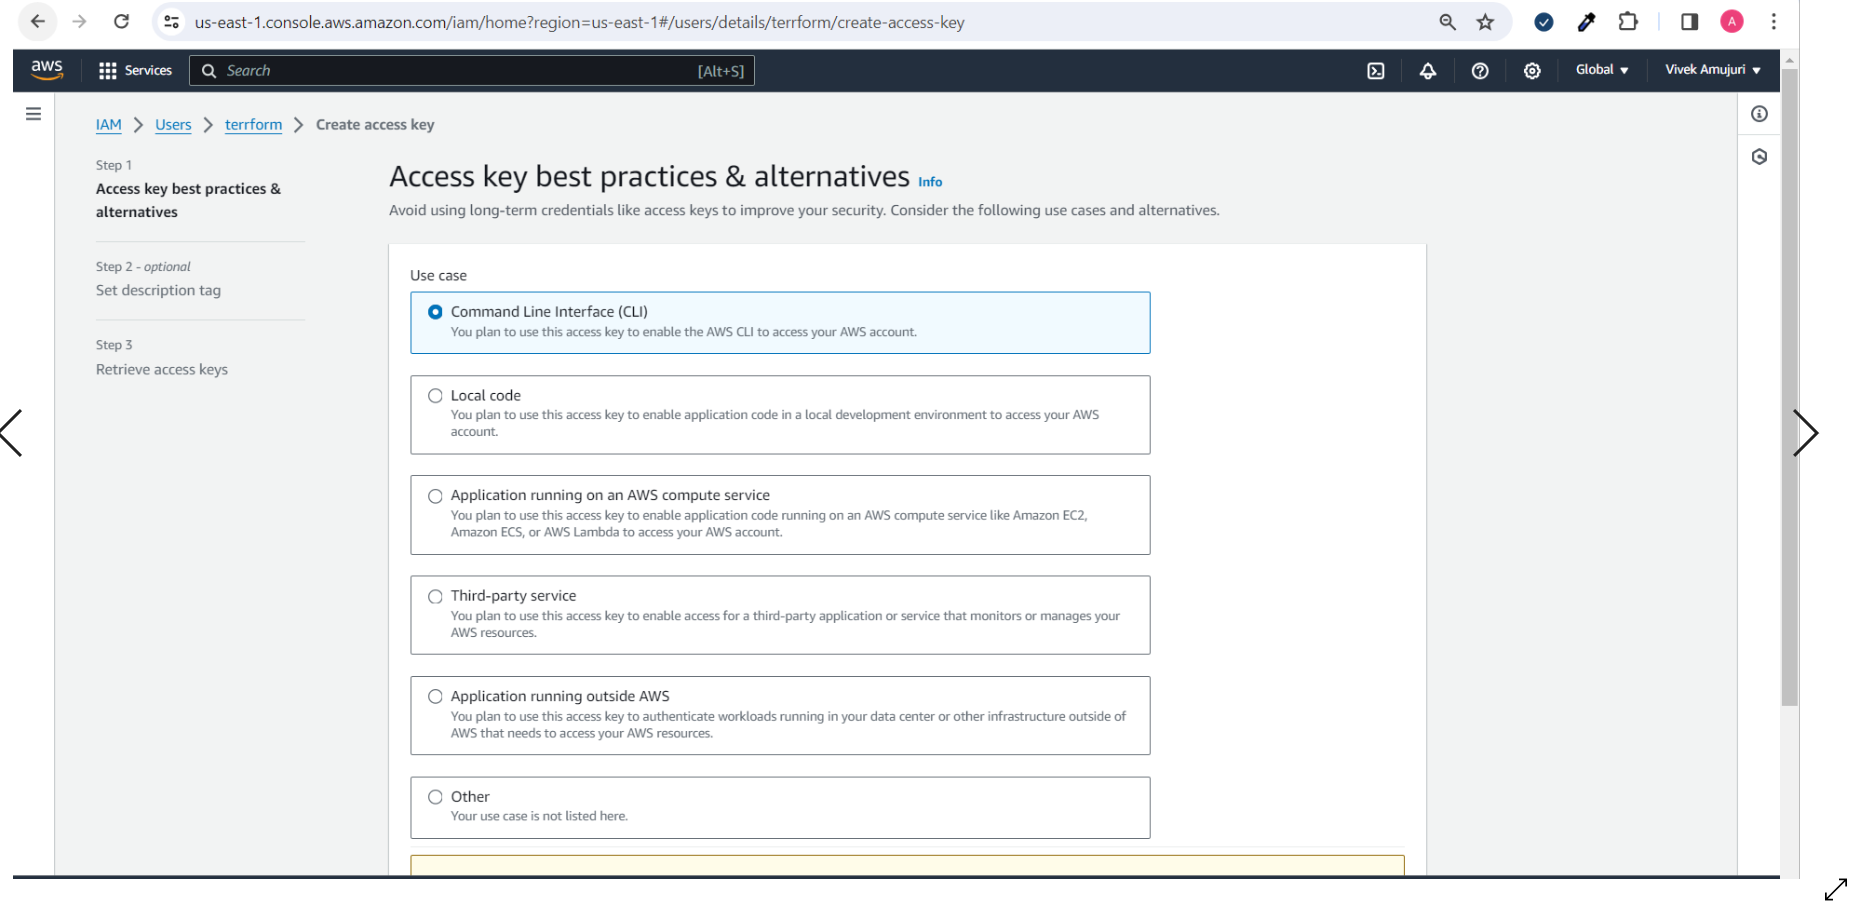 us-east-1.console.aws.amazon.com/iam/home?region=us-east-1#/users/details/terrform/create-access-key
A
aws
Services
Search
[Alt+S]
Global
Vivek Amujuri
IAM
Users
terrform
Create access key
Step 1
Access key best practices &
alternatives
Step 2 - optional
Set description tag
Step 3
Retrieve access keys
Access key best practices & alternatives Info
Avoid using long-term credentials like access keys to improve your security. Consider the following use cases and alternatives.
Use case
Command Line Interface (CLI)
You plan to use this access key to enable the AWS CLI to access your AWS account.
Local code
You plan to use this access key to enable application code in a local development environment to access your AWS
account.
Application running on an AWS compute service
You plan to use this access key to enable application code running on an AWS compute service like Amazon EC2,
Amazon ECS, or AWS Lambda to access your AWS account.
Third-party service
You plan to use this access key to enable access for a third-party application or service that monitors or manages your
AWS resources.
Application running outside AWS
You plan to use this access key to authenticate workloads running in your data center or other infrastructure outside of
AWS that needs to access your AWS resources.
Other
Your use case is not listed here.